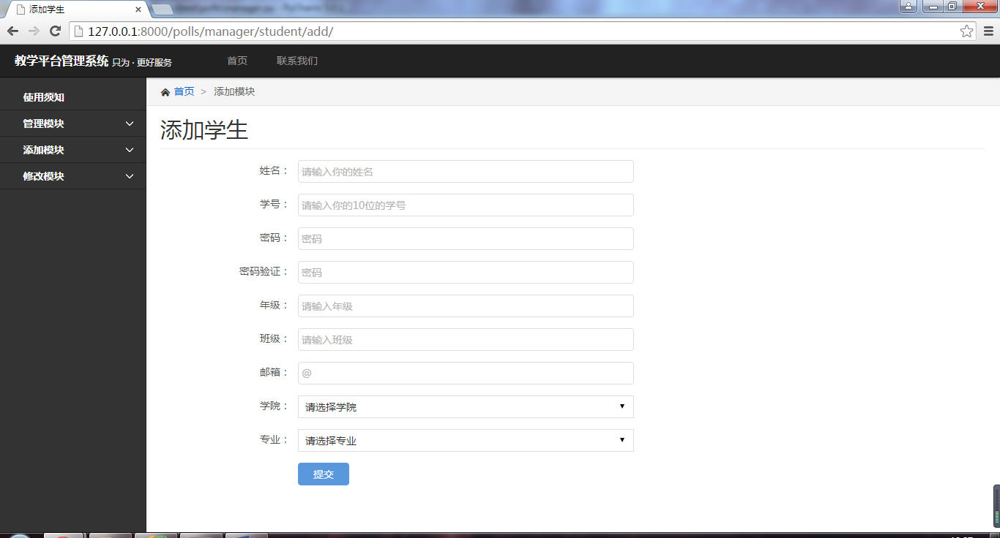 添加学生
127.0.0.1:8000/polls/manager/student/add/
教学平台管理系统 只为 · 更好服务 首页 联系我们
使用须知
管理模块
添加模块
修改模块
首页 > 添加模块
添加学生
姓名： 请输入你的姓名
学号： 请输入你的10位的学号
密码： 密码
密码验证： 密码
年级： 请输入年级
班级： 请输入班级
邮箱： @
学院： 请选择学院
专业： 请选择专业
提交